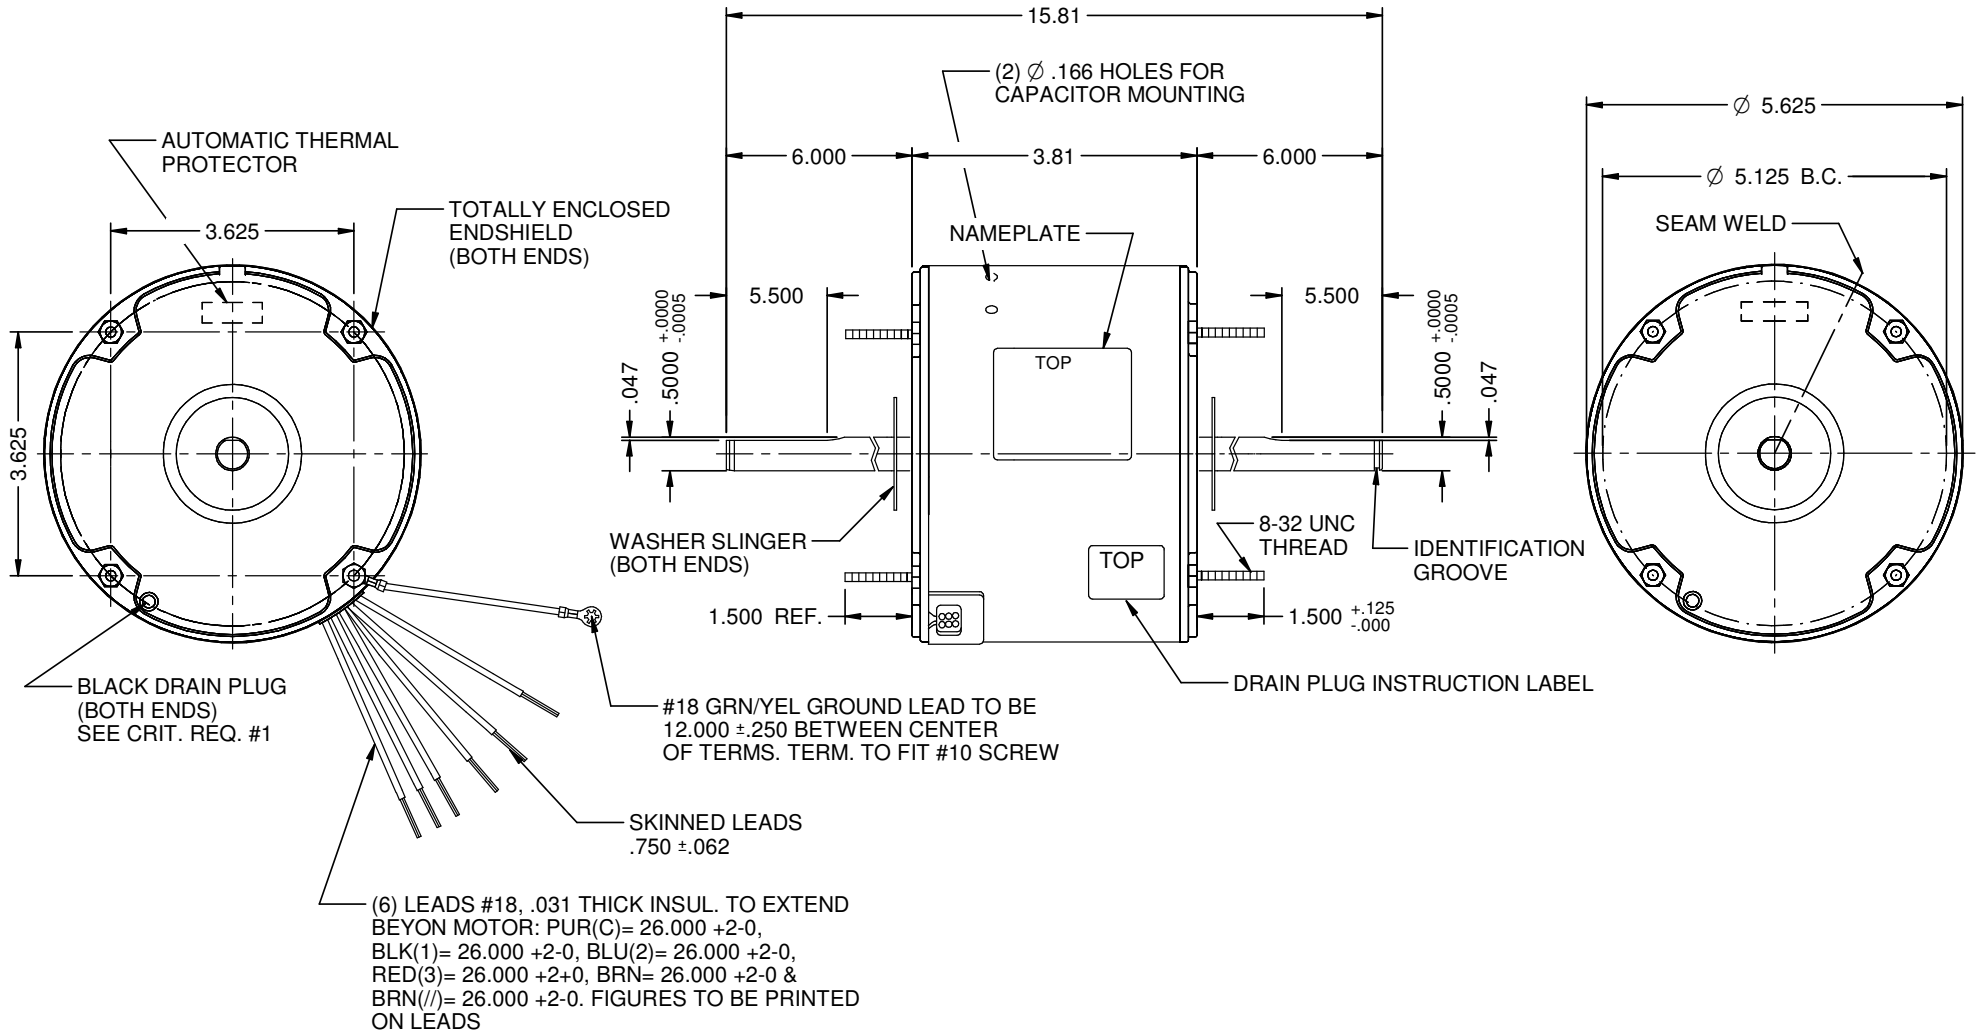 15.81
(2) Ø .166 HOLES FOR
CAPACITOR MOUNTING
Ø 5.625
AUTOMATIC THERMAL
PROTECTOR
6.000
3.81
6.000
Ø 5.125 B.C.
TOTALLY ENCLOSED
ENDSHIELD
(BOTH ENDS)
3.625
NAMEPLATE
SEAM WELD
5.500
5.500
.047
.5000 +.0000
-.0005
TOP
.5000 +.0000
-.0005
.047
3.625
WASHER SLINGER
(BOTH ENDS)
8-32 UNC
THREAD
IDENTIFICATION
GROOVE
TOP
1.500 REF.
1.500 +.125
-.000
BLACK DRAIN PLUG
(BOTH ENDS)
SEE CRIT. REQ. #1
DRAIN PLUG INSTRUCTION LABEL
#18 GRN/YEL GROUND LEAD TO BE
12.000 ±.250 BETWEEN CENTER
OF TERMS. TERM. TO FIT #10 SCREW
SKINNED LEADS
.750 ±.062
(6) LEADS #18, .031 THICK INSUL. TO EXTEND
BEYON MOTOR: PUR(C)= 26.000 +2-0,
BLK(1)= 26.000 +2-0, BLU(2)= 26.000 +2-0,
RED(3)= 26.000 +2+0, BRN= 26.000 +2-0 &
BRN(//)= 26.000 +2-0. FIGURES TO BE PRINTED
ON LEADS